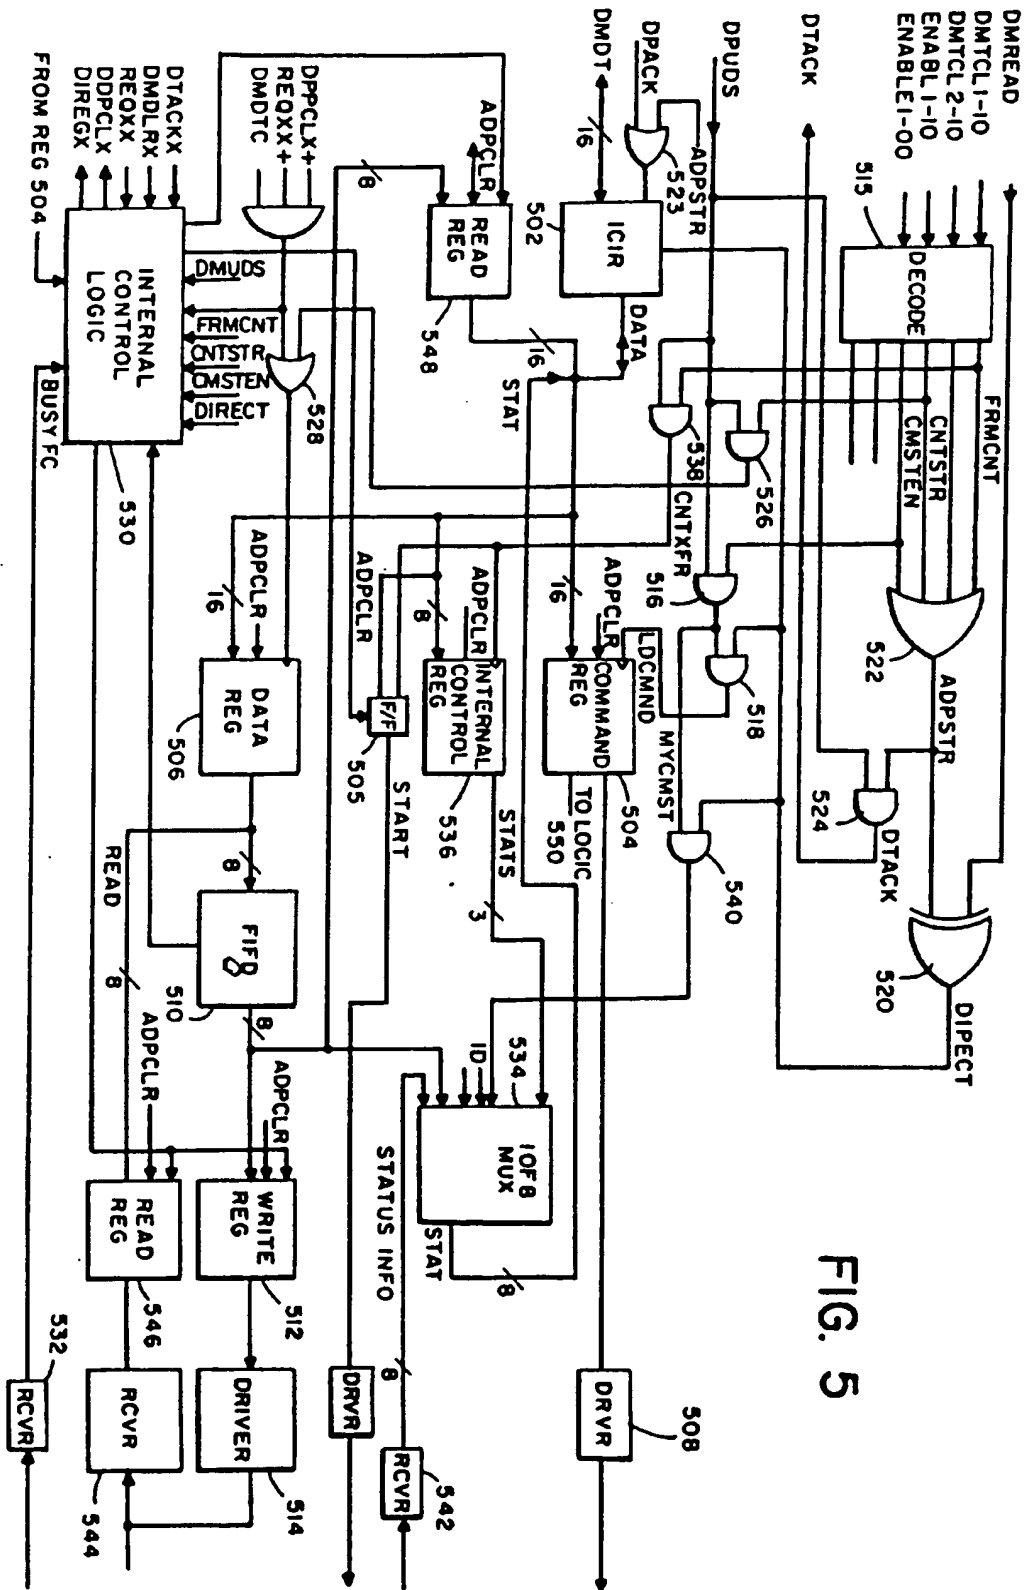 DMREAD
DMTCL1-10
DMTCL2-10
ENABL1-10
ENABLE1-00
515
DECODE
FRMCNT
CNTSTR
CMSTEN
522
ADPSTR
DTACK
524
DTACK
520
DIPECT
DPUDS
538
526
CNTXFR
516
518
LDCMND
MYCMST
540
DPACK
ADPSTR
523
DMDT
16
502
ICIR
DATA
STAT
16
ADPCLR
COMMAND
REG
504
TO LOGIC
550
508
DRVR
8
ADPCLR
READ
REG
548
16
ADPCLR
8
INTERNAL
CONTROL
REG
536
STATS
3
ID
534
1 OF 8
MUX
STAT
8
STATUS INFO
8
542
RCVR
DPPCLX+
REQXX+
DMDTC
528
ADPCLR
F/F
505
START
DRVR
DTACKX
DMDLRX
REQXX
DDPCLX
DIREGX
FROM REG 504
INTERNAL
CONTROL
LOGIC
DMUDS
FRMCNT
CNTSTR
CMSTEN
DIRECT
BUSY FC
530
ADPCLR
16
DATA
REG
506
8
FIFO
510
8
ADPCLR
WRITE
REG
512
DRIVER
514
READ
8
ADPCLR
READ
REG
546
RCVR
544
532
RCVR
FIG. 5